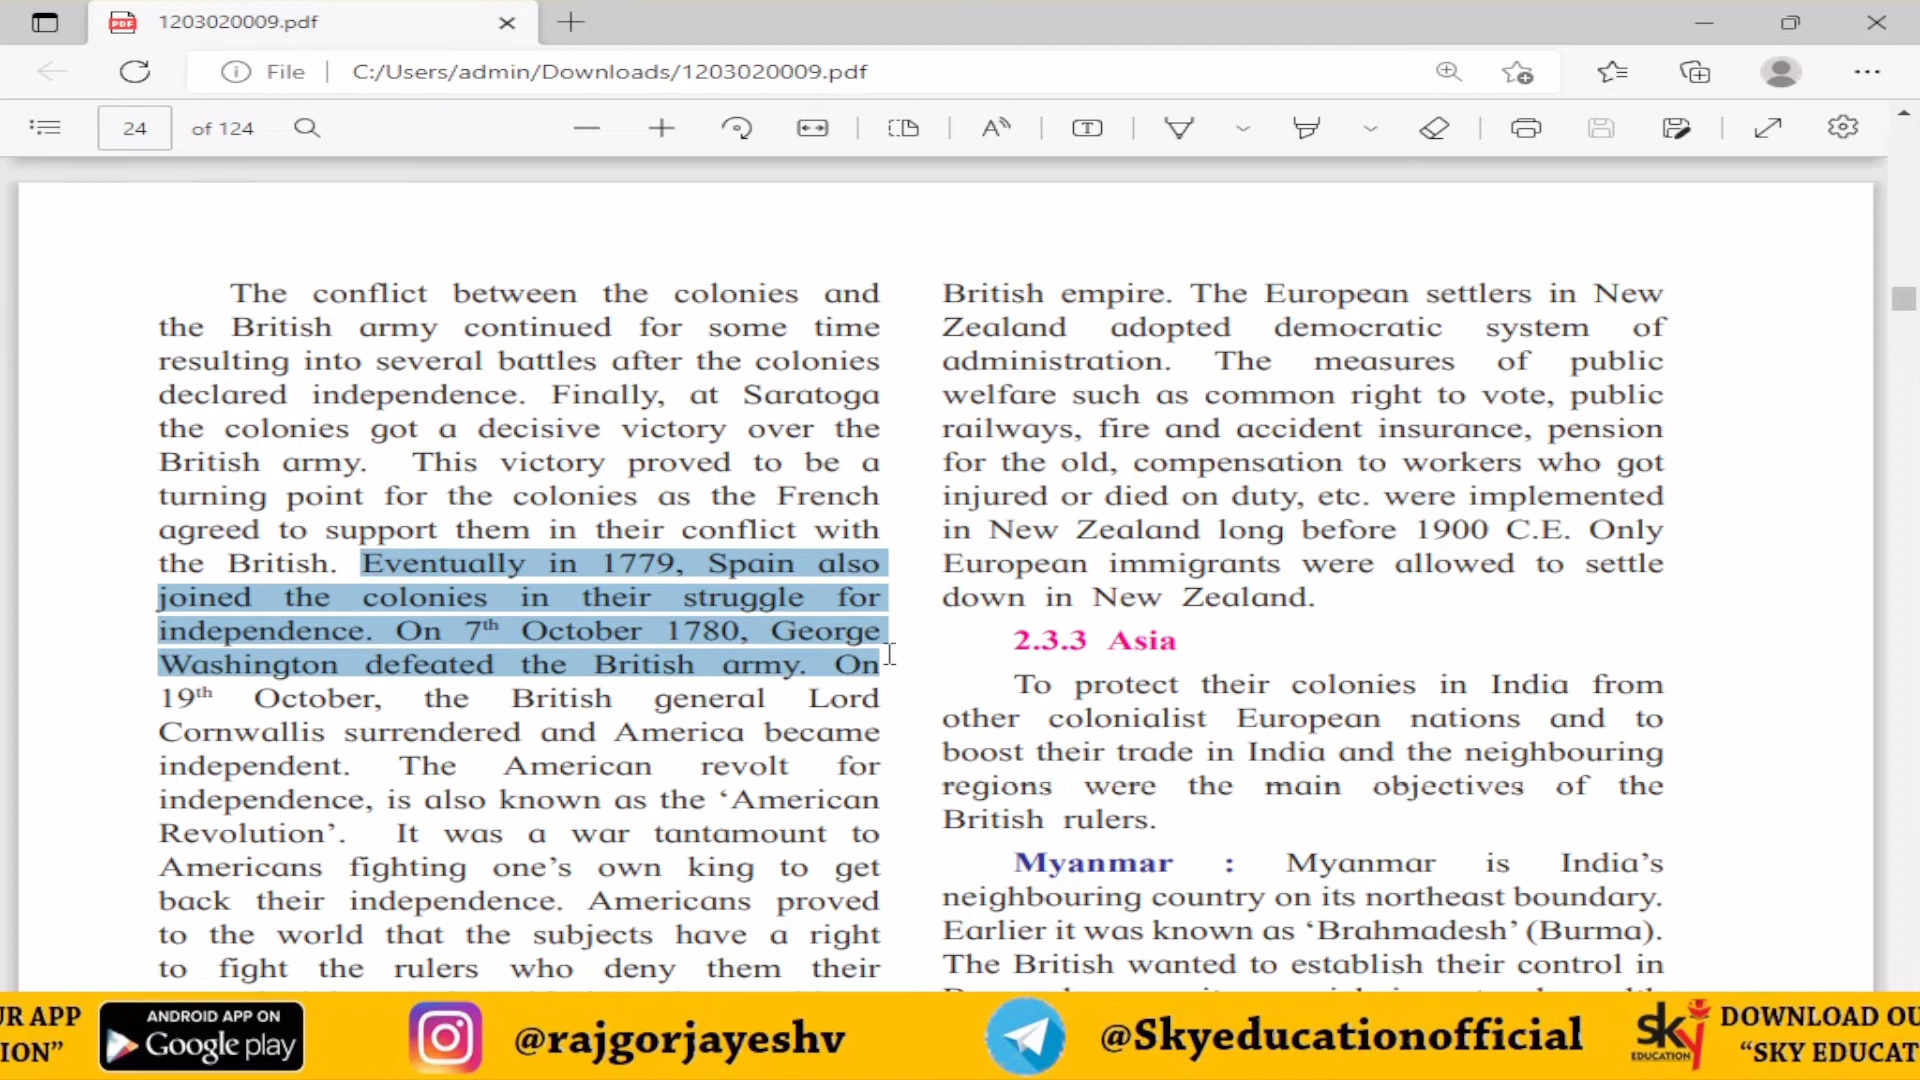 1203020009.pdf
File
C:/Users/admin/Downloads/1203020009.pdf
24 of 124
The conflict between the colonies and
the British army continued for some time
resulting into several battles after the colonies
declared independence. Finally, at Saratoga
the colonies got a decisive victory over the
British army. This victory proved to be a
turning point for the colonies as the French
agreed to support them in their conflict with
the British. Eventually in 1779, Spain also
joined the colonies in their struggle for
independence. On 7th October 1780, George
Washington defeated the British army. On
19th October, the British general Lord
Cornwallis surrendered and America became
independent. The American revolt for
independence, is also known as the ‘American
Revolution’. It was a war tantamount to
Americans fighting one’s own king to get
back their independence. Americans proved
to the world that the subjects have a right
to fight the rulers who deny them their
British empire. The European settlers in New
Zealand adopted democratic system of
administration. The measures of public
welfare such as common right to vote, public
railways, fire and accident insurance, pension
for the old, compensation to workers who got
injured or died on duty, etc. were implemented
in New Zealand long before 1900 C.E. Only
European immigrants were allowed to settle
down in New Zealand.
2.3.3 Asia
To protect their colonies in India from
other colonialist European nations and to
boost their trade in India and the neighbouring
regions were the main objectives of the
British rulers.
Myanmar : Myanmar is India’s
neighbouring country on its northeast boundary.
Earlier it was known as ‘Brahmadesh’ (Burma).
The British wanted to establish their control in
UR APP
ION”
ANDROID APP ON
Google play
@rajgorjayeshv
@Skyeducationofficial
sky
EDUCATION
DOWNLOAD OU
“SKY EDUCAT